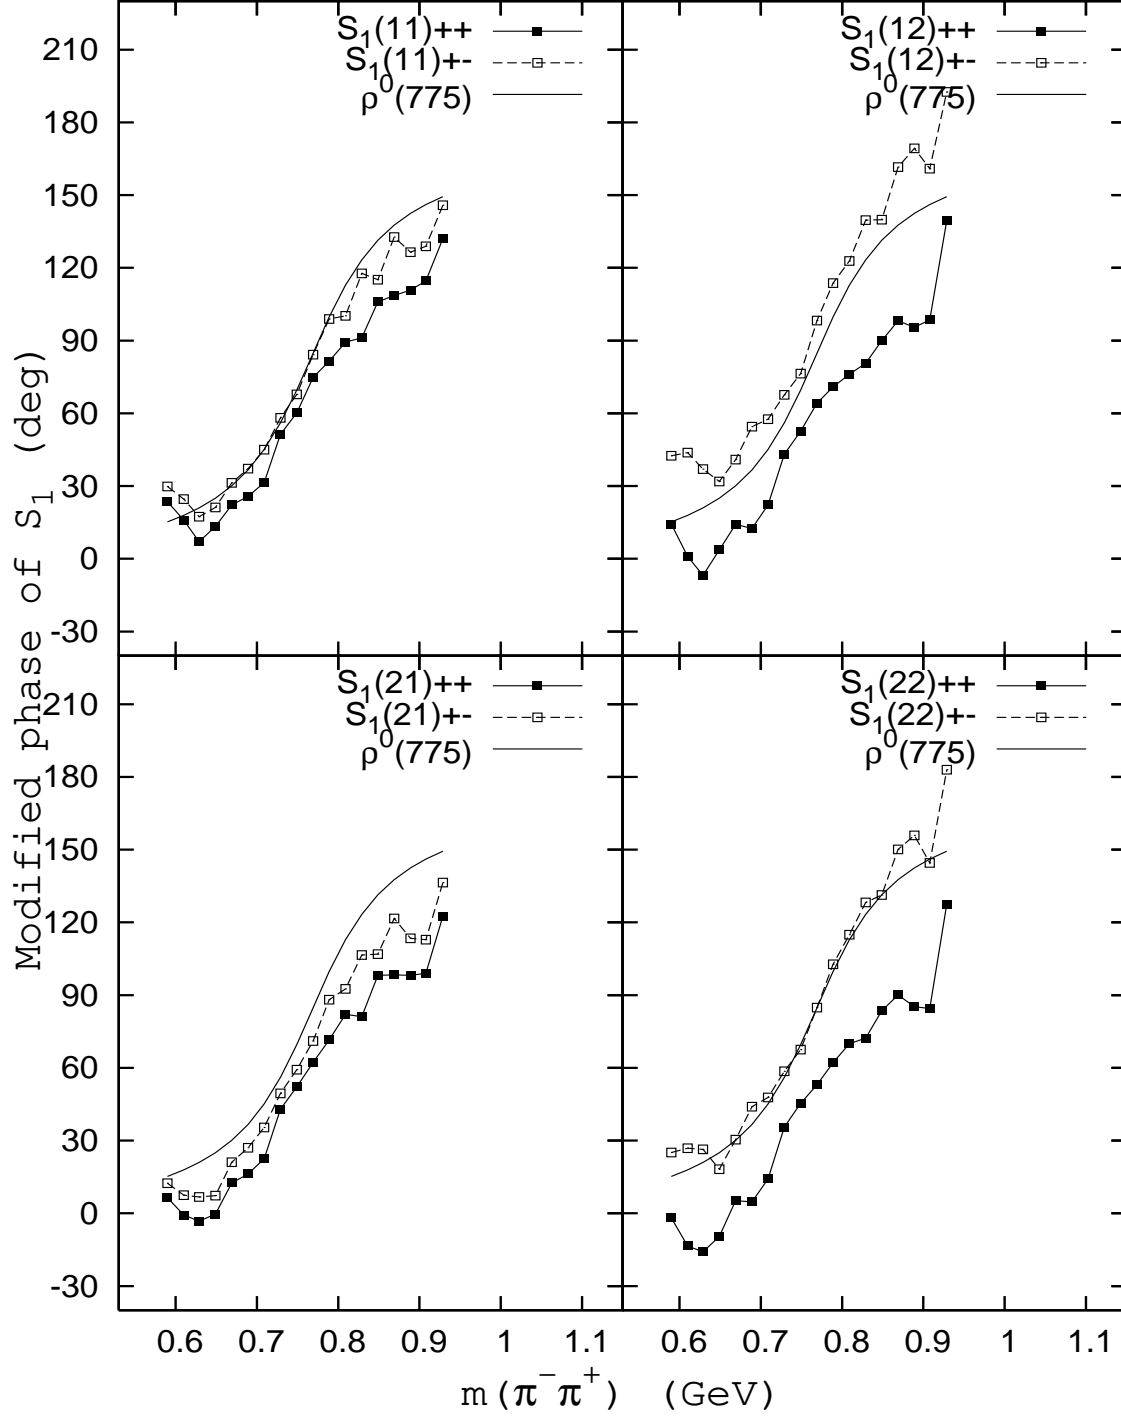 Modified phase of S₁ (deg)
S₁(11)++
S₁(11)+-
ρ⁰(775)
210
180
150
120
90
60
30
0
-30
S₁(12)++
S₁(12)+-
ρ⁰(775)
S₁(21)++
S₁(21)+-
ρ⁰(775)
210
180
150
120
90
60
30
0
-30
0.6 0.7 0.8 0.9 1 1.1
S₁(22)++
S₁(22)+-
ρ⁰(775)
0.6 0.7 0.8 0.9 1 1.1
m(π⁻π⁺) (GeV)